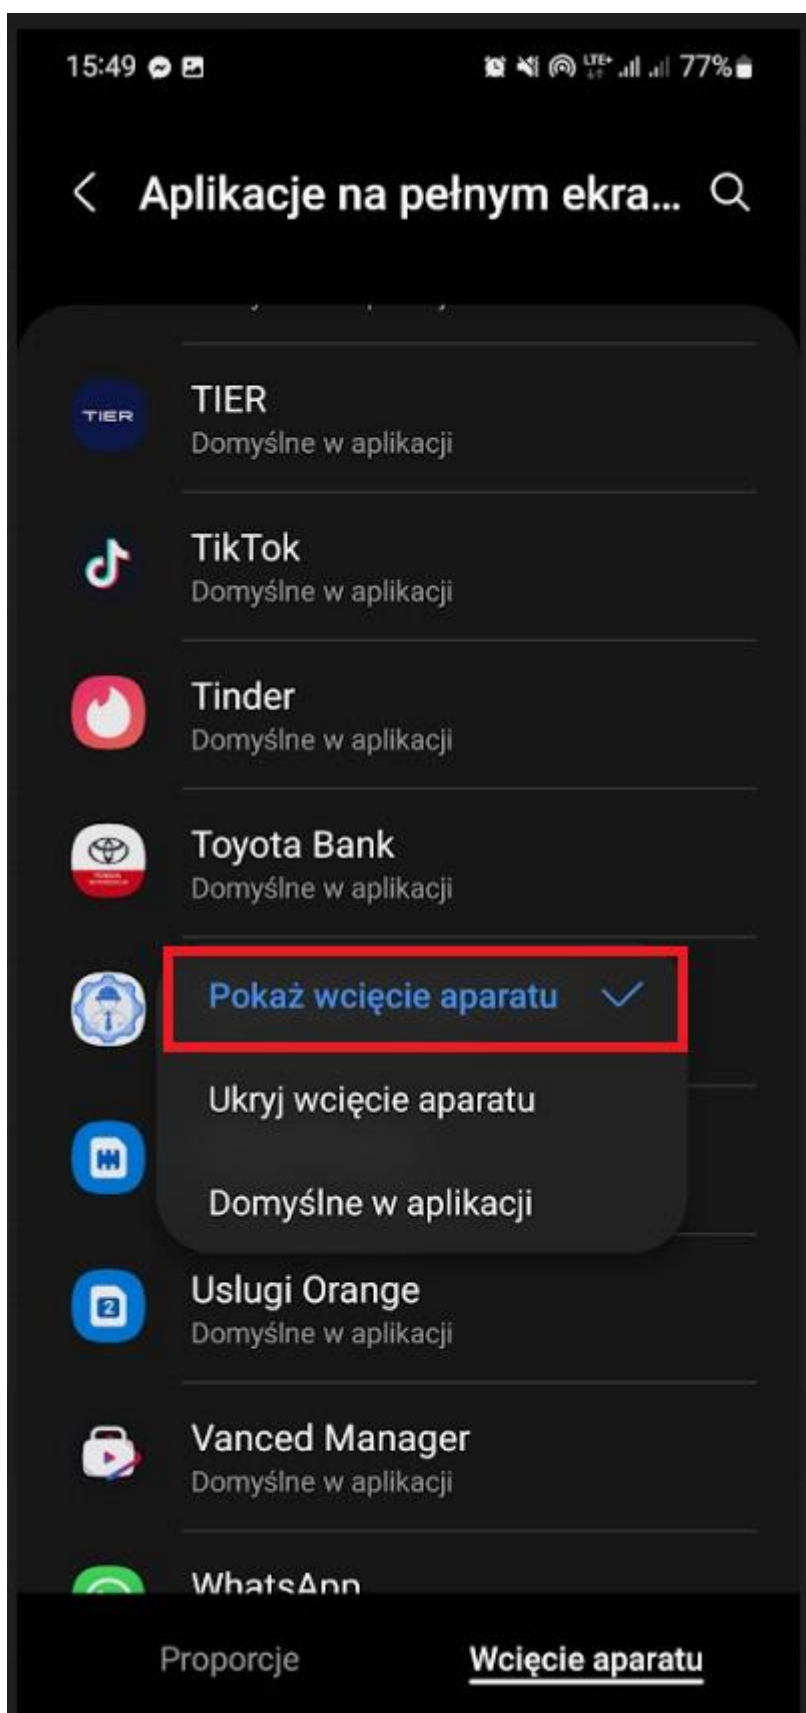 15:49
LTE+
77%
Aplikacje na pełnym ekra...
TIER
TIER
Domyślne w aplikacji
TikTok
Domyślne w aplikacji
Tinder
Domyślne w aplikacji
Toyota Bank
Domyślne w aplikacji
Pokaż wcięcie aparatu
Ukryj wcięcie aparatu
Domyślne w aplikacji
2
Uslugi Orange
Domyślne w aplikacji
Vanced Manager
Domyślne w aplikacji
WhatsApp
Proporcje
Wcięcie aparatu